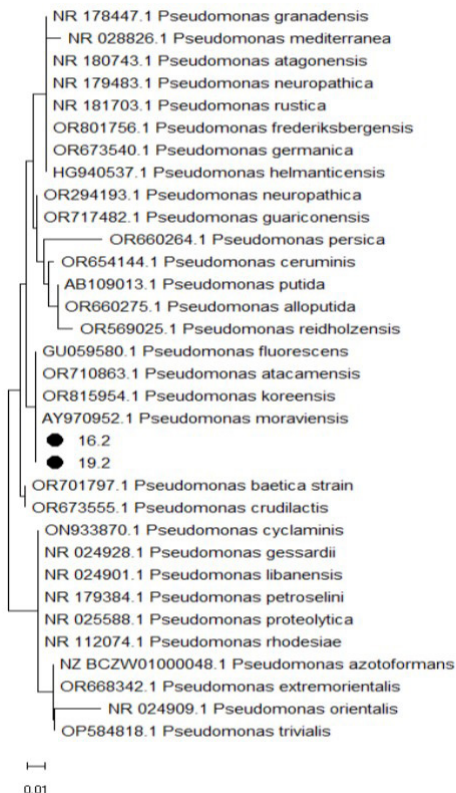 NR 178447.1 Pseudomonas granadensis
NR 028826.1 Pseudomonas mediterranea
NR 180743.1 Pseudomonas atagonensis
NR 179483.1 Pseudomonas neuropathica
NR 181703.1 Pseudomonas rustica
OR801756.1 Pseudomonas frederiksbergensis
OR673540.1 Pseudomonas germanica
HG940537.1 Pseudomonas helmanticensis
OR294193.1 Pseudomonas neuropathica
OR717482.1 Pseudomonas guariconensis
OR660264.1 Pseudomonas persica
OR654144.1 Pseudomonas ceruminis
AB109013.1 Pseudomonas putida
OR660275.1 Pseudomonas alloputida
OR569025.1 Pseudomonas reidholzensis
GU059580.1 Pseudomonas fluorescens
OR710863.1 Pseudomonas atacamensis
OR815954.1 Pseudomonas koreensis
AY970952.1 Pseudomonas moraviensis
16.2
19.2
OR701797.1 Pseudomonas baetica strain
OR673555.1 Pseudomonas crudilactis
ON933870.1 Pseudomonas cyclaminis
NR 024928.1 Pseudomonas gessardii
NR 024901.1 Pseudomonas libanensis
NR 179384.1 Pseudomonas petroselini
NR 025588.1 Pseudomonas proteolytica
NR 112074.1 Pseudomonas rhodesiae
NZ BCZW01000048.1 Pseudomonas azotoformans
OR668342.1 Pseudomonas extremorientalis
NR 024909.1 Pseudomonas orientalis
OP584818.1 Pseudomonas trivialis
0.01